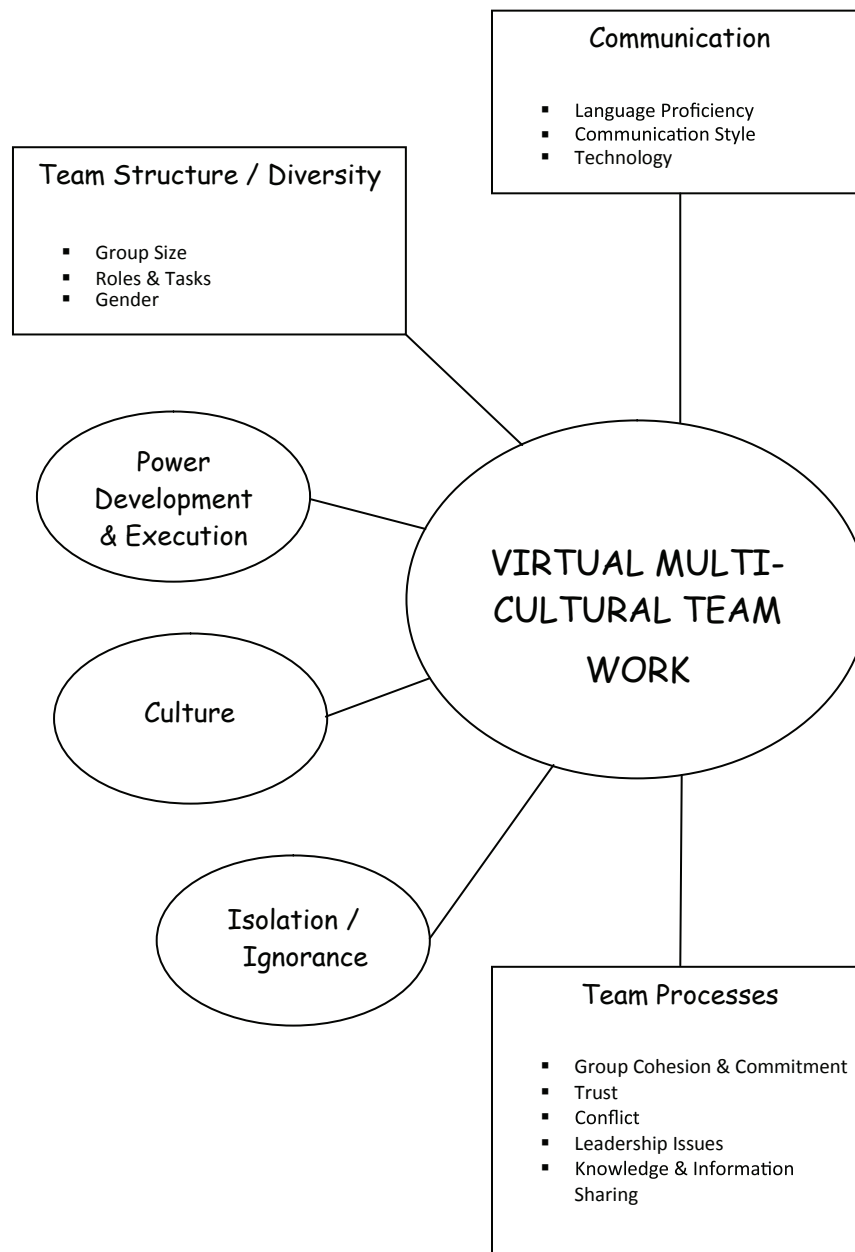 Communication
▪ Language Proficiency
▪ Communication Style
▪ Technology
Team Structure / Diversity
▪ Group Size
▪ Roles & Tasks
▪ Gender
Power
Development
& Execution
VIRTUAL MULTI-
CULTURAL TEAM
WORK
Culture
Isolation /
Ignorance
Team Processes
▪ Group Cohesion & Commitment
▪ Trust
▪ Conflict
▪ Leadership Issues
▪ Knowledge & Information
Sharing